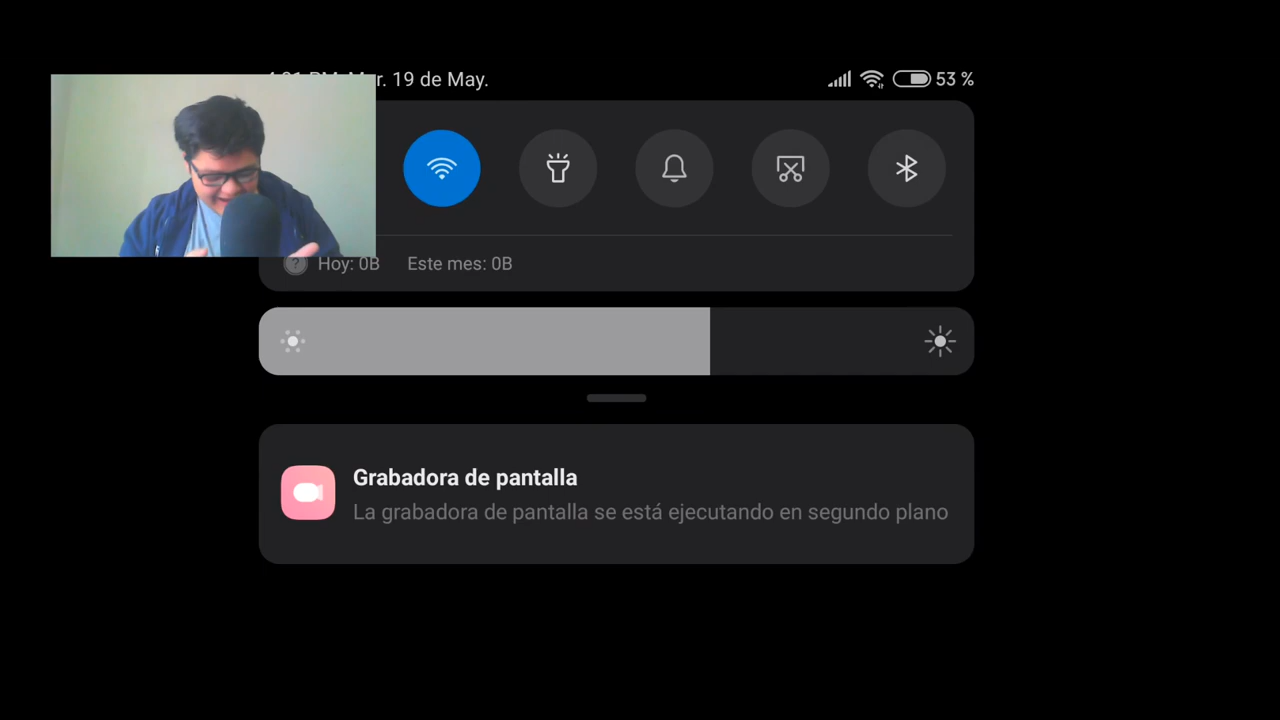 r. 19 de May.
53 %
Hoy: 0B Este mes: 0B
Grabadora de pantalla
La grabadora de pantalla se está ejecutando en segundo plano